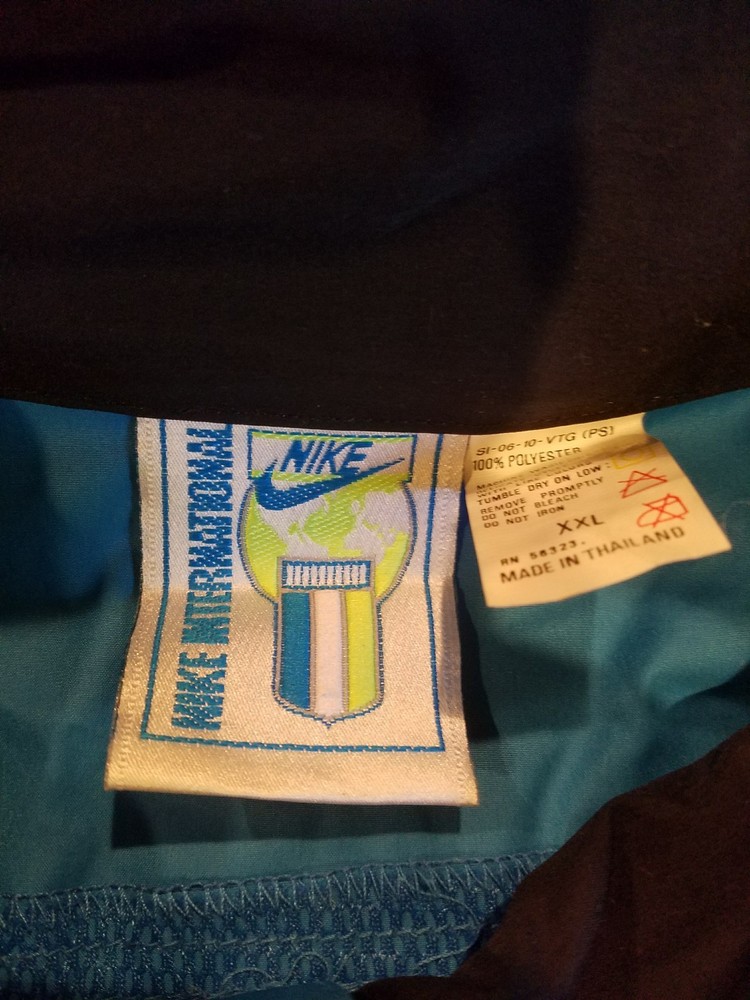 NIKE
NIKE INTERNATIONAL
SI-06-10-VTG (PS)
100% POLYESTER
TUMBLE DRY ON LOW:
REMOVE PROMPTLY
DO NOT BLEACH
DO NOT IRON
XXL
RN 56323.
MADE IN THAILAND